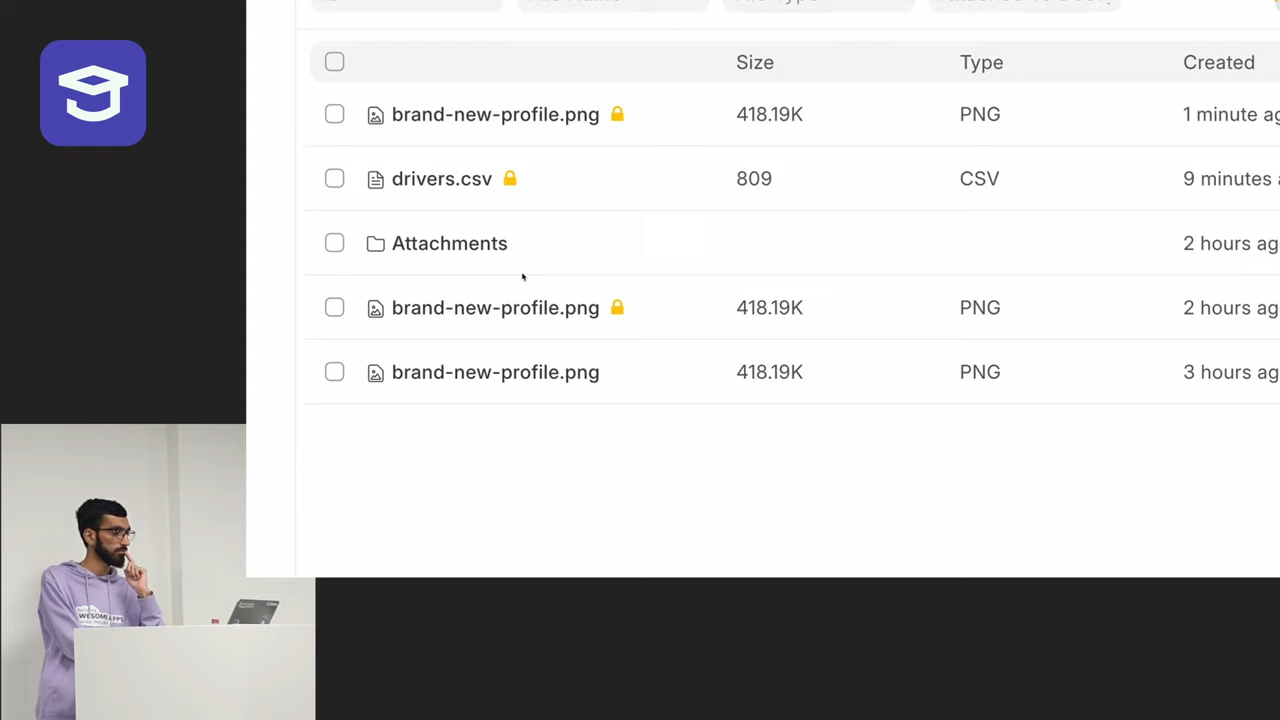 Size Type Created
brand-new-profile.png 418.19K PNG 1 minute ag
drivers.csv 809 CSV 9 minutes
Attachments 2 hours ag
brand-new-profile.png 418.19K PNG 2 hours ag
brand-new-profile.png 418.19K PNG 3 hours ag